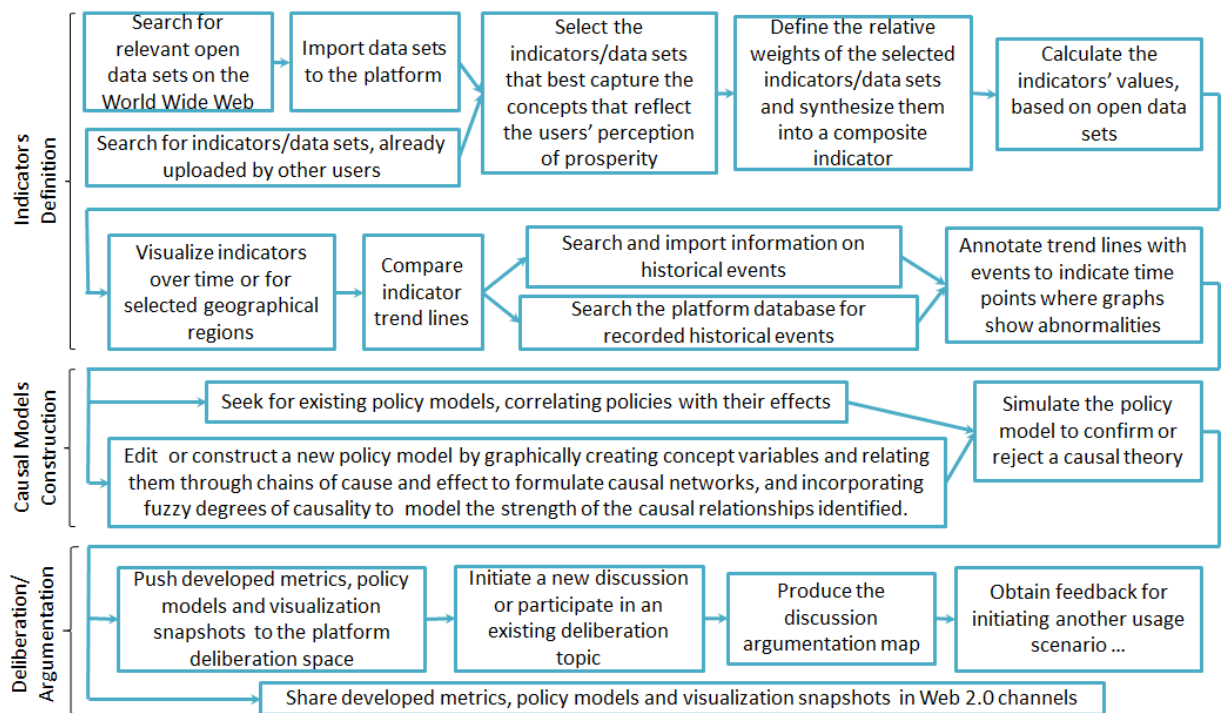 Indicators
Definition
Search for
relevant open
data sets on the
World Wide Web
Import data sets
to the platform
Search for indicators/data sets, already
uploaded by other users
Select the
indicators/data sets
that best capture the
concepts that reflect
the users' perception
of prosperity
Define the relative
weights of the selected
indicators/data sets
and synthesize them
into a composite
indicator
Calculate the
indicators' values,
based on open data
sets
Visualize indicators
over time or for
selected geographical
regions
Compare
indicator
trend lines
Search and import information on
historical events
Search the platform database for
recorded historical events
Annotate trend lines with
events to indicate time
points where graphs
show abnormalities
Causal Models
Construction
Seek for existing policy models, correlating policies with their effects
Edit or construct a new policy model by graphically creating concept variables and relating
them through chains of cause and effect to formulate causal networks, and incorporating
fuzzy degrees of causality to model the strength of the causal relationships identified.
Simulate the policy
model to confirm or
reject a causal theory
Deliberation/
Argumentation
Push developed metrics, policy
models and visualization
snapshots to the platform
deliberation space
Initiate a new discussion
or participate in an
existing deliberation
topic
Produce the
discussion
argumentation map
Obtain feedback for
initiating another usage
scenario ...
Share developed metrics, policy models and visualization snapshots in Web 2.0 channels